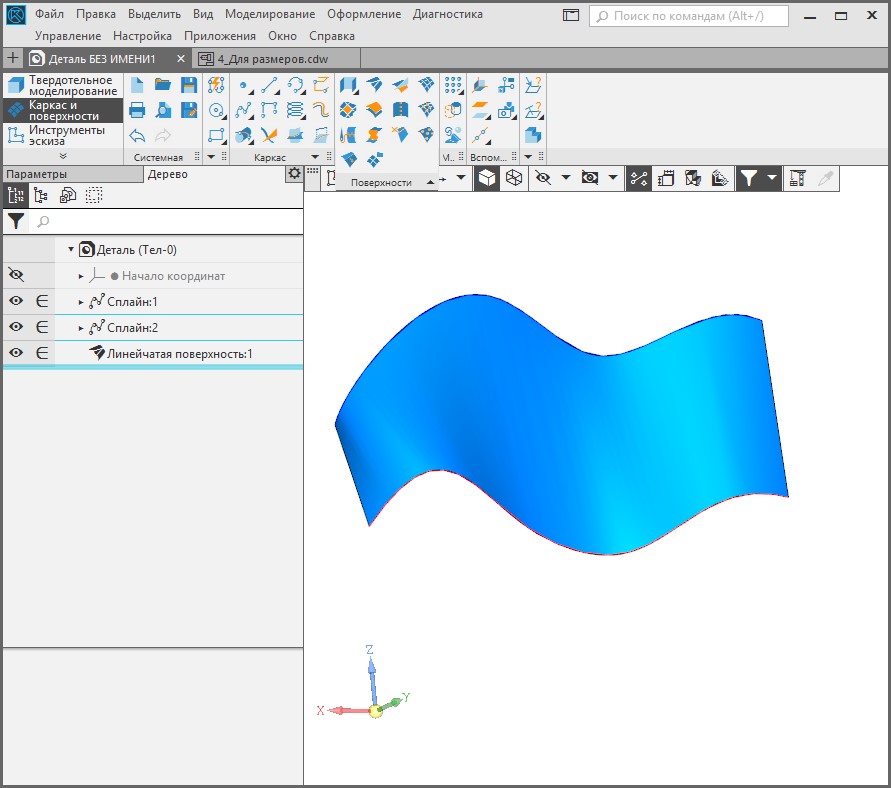 Файл Правка Выделить Вид Моделирование Оформление Диагностика
Поиск по командам (Alt+/)
Управление Настройка Приложения Окно Справка
Деталь БЕЗ ИМЕНИ1
4_Для размеров.cdw
Твердотельное
моделирование
Каркас и
поверхности
Инструменты
эскиза
Системная
Каркас
Поверхности
М...
Вспом...
Параметры
Дерево
Деталь (Тел-0)
Начало координат
Сплайн:1
Сплайн:2
Линейчатая поверхность:1
Z
Y
X